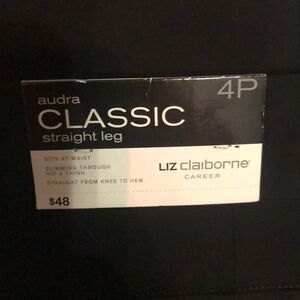 audra
4P
CLASSIC
straight leg
SITS AT WAIST
SLIMMING THROUGH
HIP & THIGH
STRAIGHT FROM KNEE TO HEM
$48
LIZ claiborne
CAREER